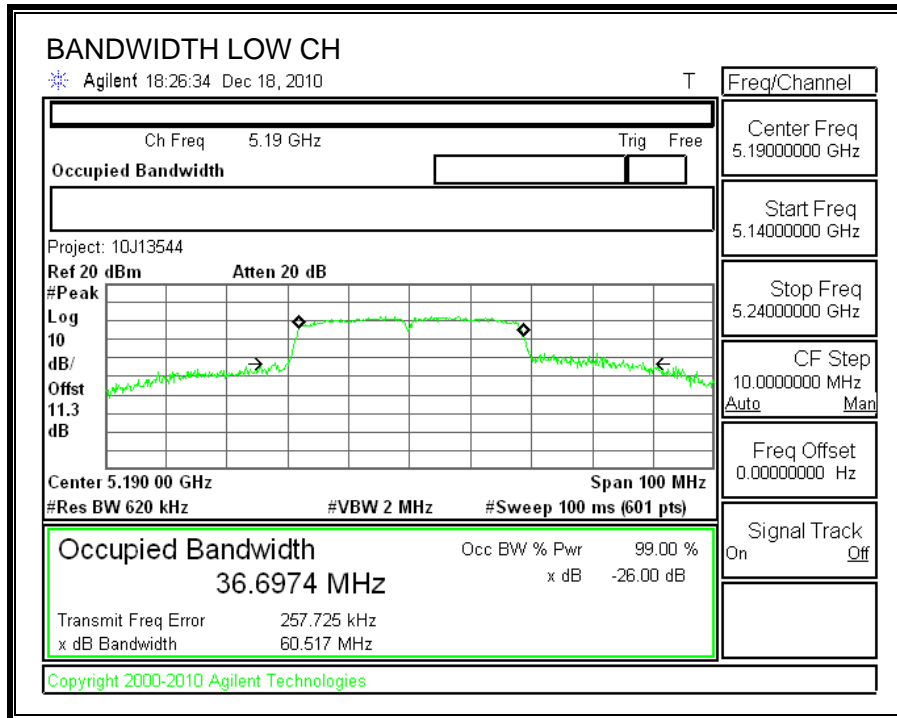 BANDWIDTH LOW CH
Agilent 18:26:34 Dec 18, 2010 T
Freq/Channel
Ch Freq 5.19 GHz Trig Free
Occupied Bandwidth
Center Freq
5.19000000 GHz
Start Freq
5.14000000 GHz
Stop Freq
5.24000000 GHz
CF Step
10.0000000 MHz
Auto Man
Freq Offset
0.00000000 Hz
Signal Track
On Off
Project: 10J13544
Ref 20 dBm Atten 20 dB
#Peak
Log
10
dB/
Offst
11.3
dB
Center 5.190 00 GHz Span 100 MHz
#Res BW 620 kHz #VBW 2 MHz #Sweep 100 ms (601 pts)
Occupied Bandwidth Occ BW % Pwr 99.00 %
36.6974 MHz x dB -26.00 dB
Transmit Freq Error 257.725 kHz
x dB Bandwidth 60.517 MHz
Copyright 2000-2010 Agilent Technologies